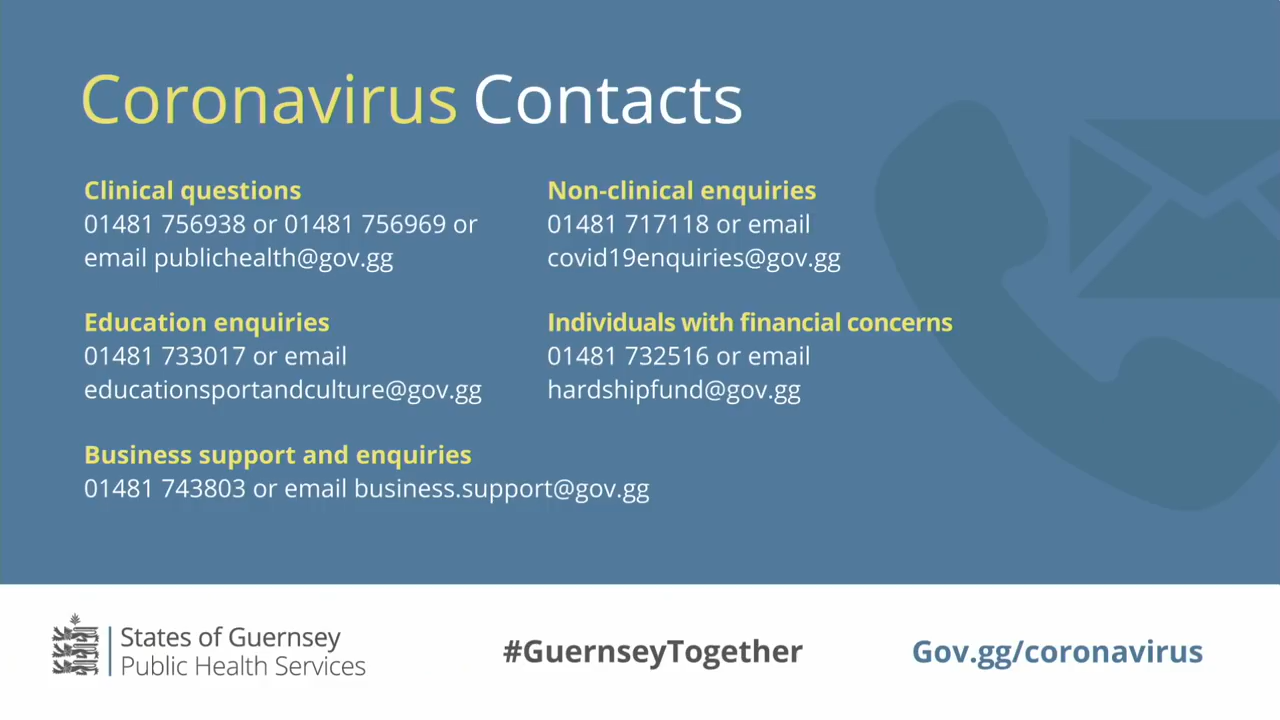 Coronavirus Contacts
Clinical questions
01481 756938 or 01481 756969 or
email publichealth@gov.gg
Non-clinical enquiries
01481 717118 or email
covid19enquiries@gov.gg
Education enquiries
01481 733017 or email
educationsportandculture@gov.gg
Individuals with financial concerns
01481 732516 or email
hardshipfund@gov.gg
Business support and enquiries
01481 743803 or email business.support@gov.gg
States of Guernsey
Public Health Services
#GuernseyTogether
Gov.gg/coronavirus